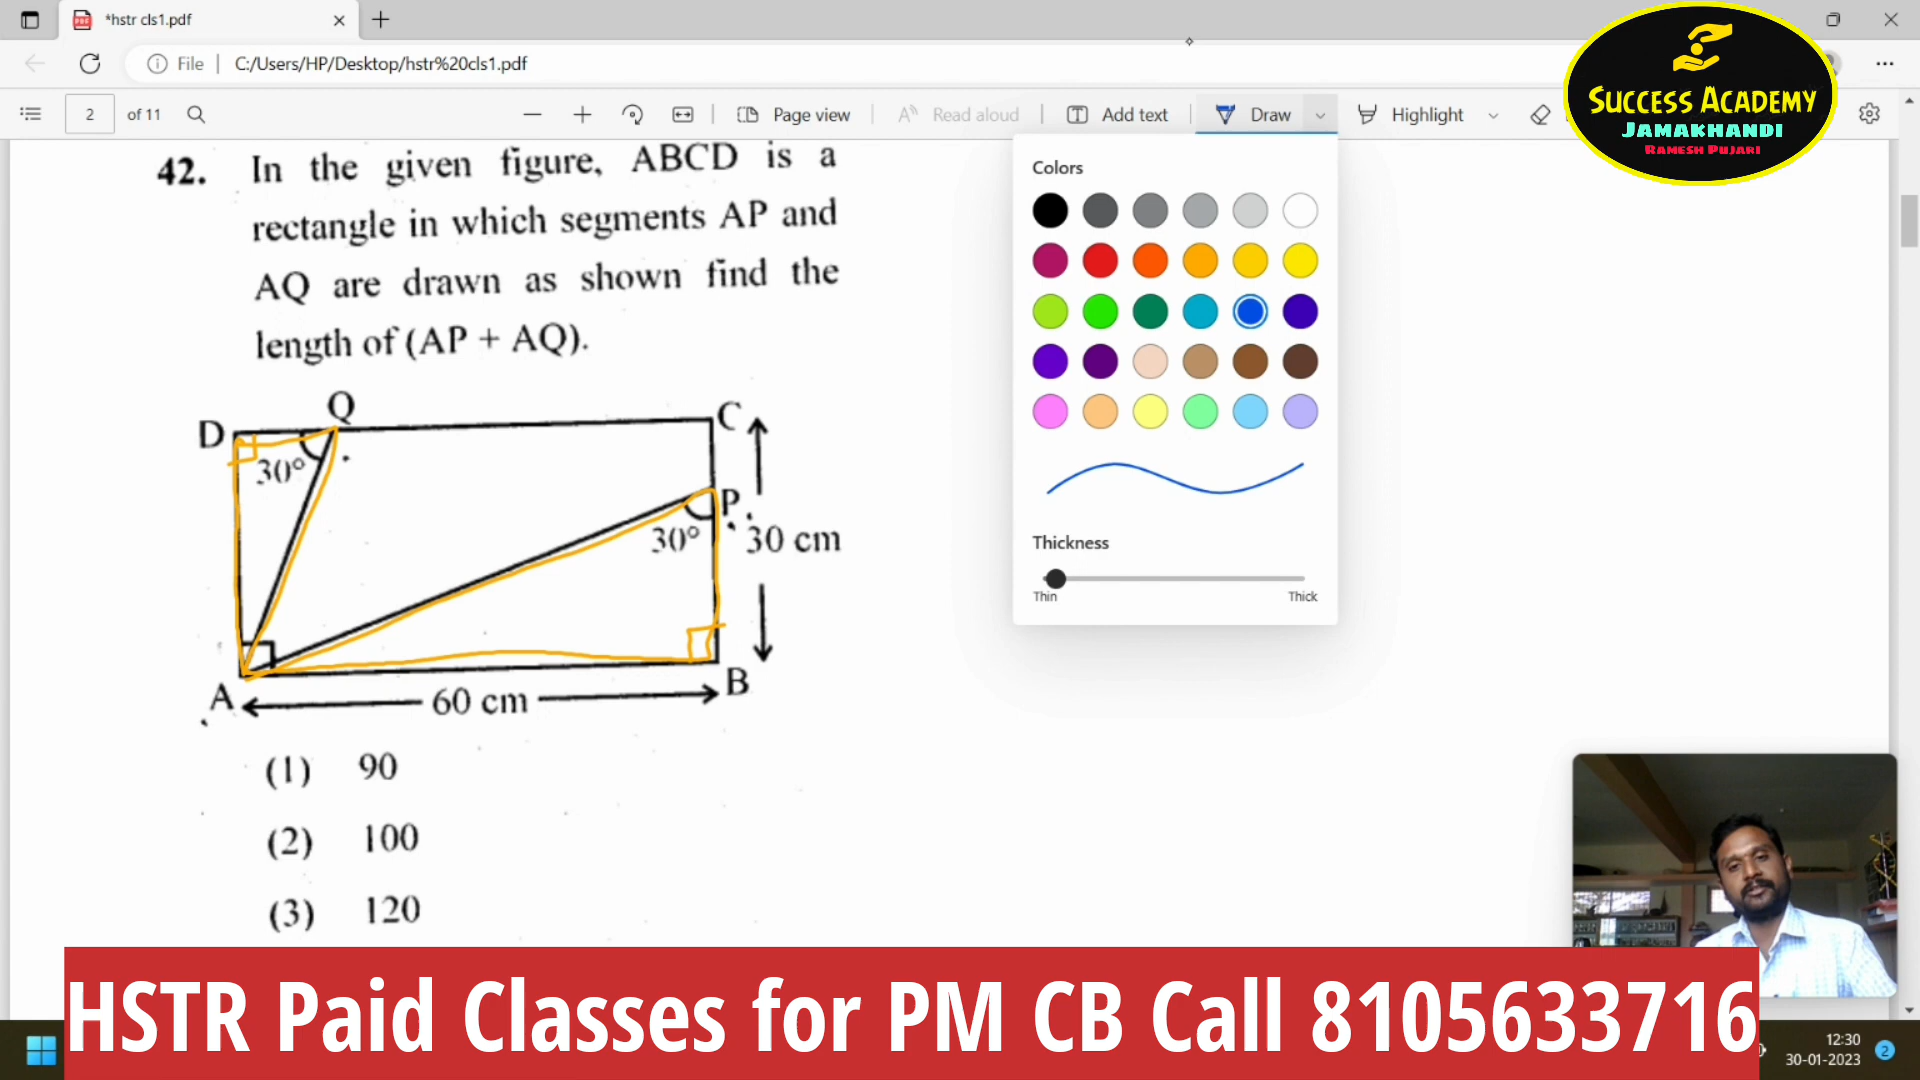 *hstr cls1.pdf
File | C:/Users/HP/Desktop/hstr%20cls1.pdf
2 of 11 Page view Read aloud Add text Draw Highlight
SUCCESS ACADEMY
JAMAKHANDI
RAMESH PUJARI
42. In the given figure, ABCD is a
rectangle in which segments AP and
AQ are drawn as shown find the
length of (AP + AQ).
Colors
Thickness
Thin Thick
D Q C
30°
P
30° 30 cm
A 60 cm B
(1) 90
(2) 100
(3) 120
HSTR Paid Classes for PM CB Call 8105633716
12:30
30-01-2023 2